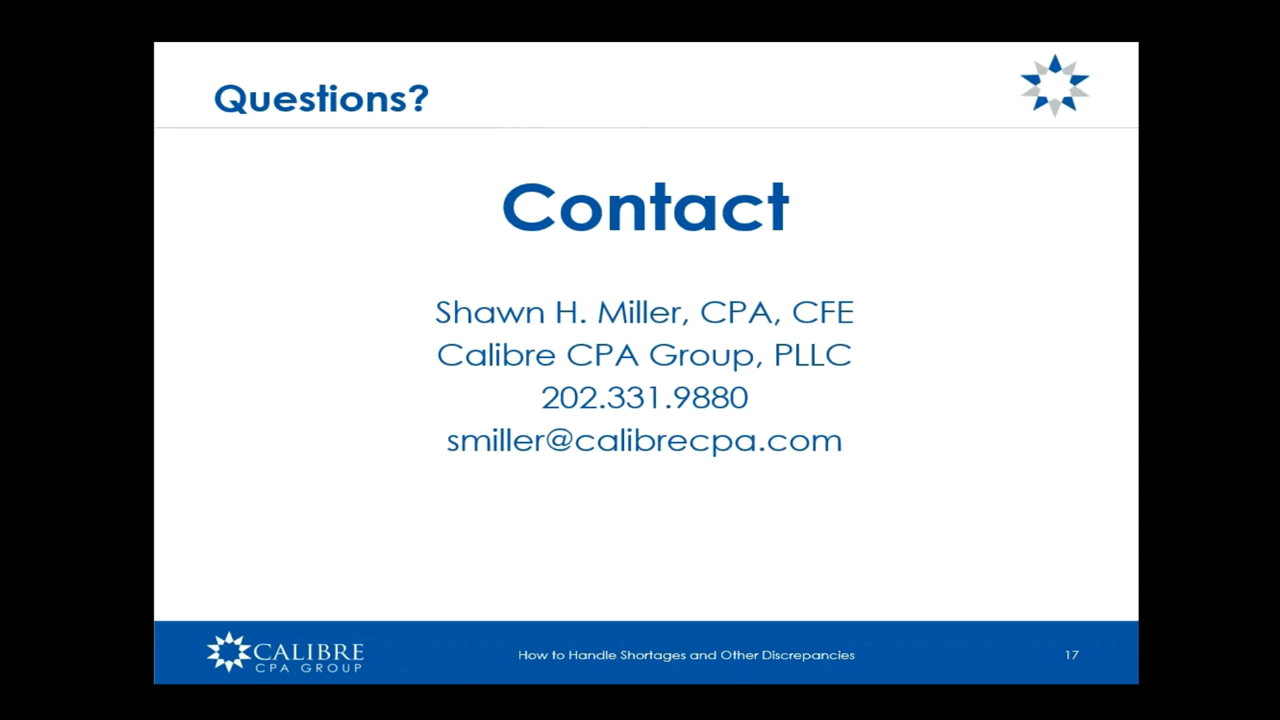 Questions?
Contact
Shawn H. Miller, CPA, CFE
Calibre CPA Group, PLLC
202.331.9880
smiller@calibrecpa.com
CALIBRE
CPA GROUP
How to Handle Shortages and Other Discrepancies
17